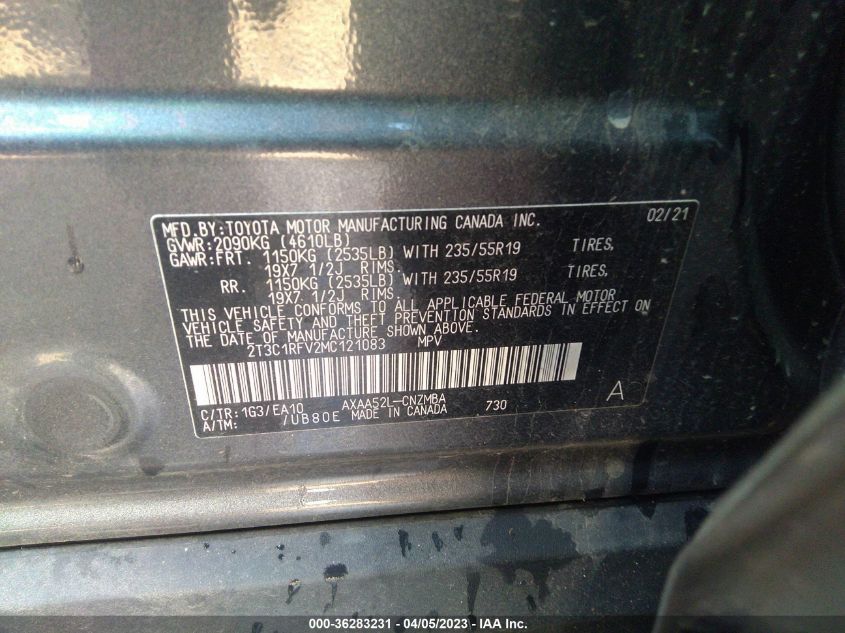 MFD.BY:TOYOTA MOTOR MANUFACTURING CANADA INC. 02/21
GVWR:2090KG (4610LB)
GAWR:FRT. 1150KG (2535LB) WITH 235/55R19 TIRES,
19X7 1/2J RIMS.
RR. 1150KG (2535LB) WITH 235/55R19 TIRES,
19X7 1/2J RIMS.
THIS VEHICLE CONFORMS TO ALL APPLICABLE FEDERAL MOTOR
VEHICLE SAFETY AND THEFT PREVENTION STANDARDS IN EFFECT ON
THE DATE OF MANUFACTURE SHOWN ABOVE.
2T3C1RFV2MC121083 MPV
A
C/TR:1G3/EA10 AXAA52L-CNZMBA 730
A/TM: /UB80E MADE IN CANADA
000-36283231 - 04/05/2023 - IAA Inc.